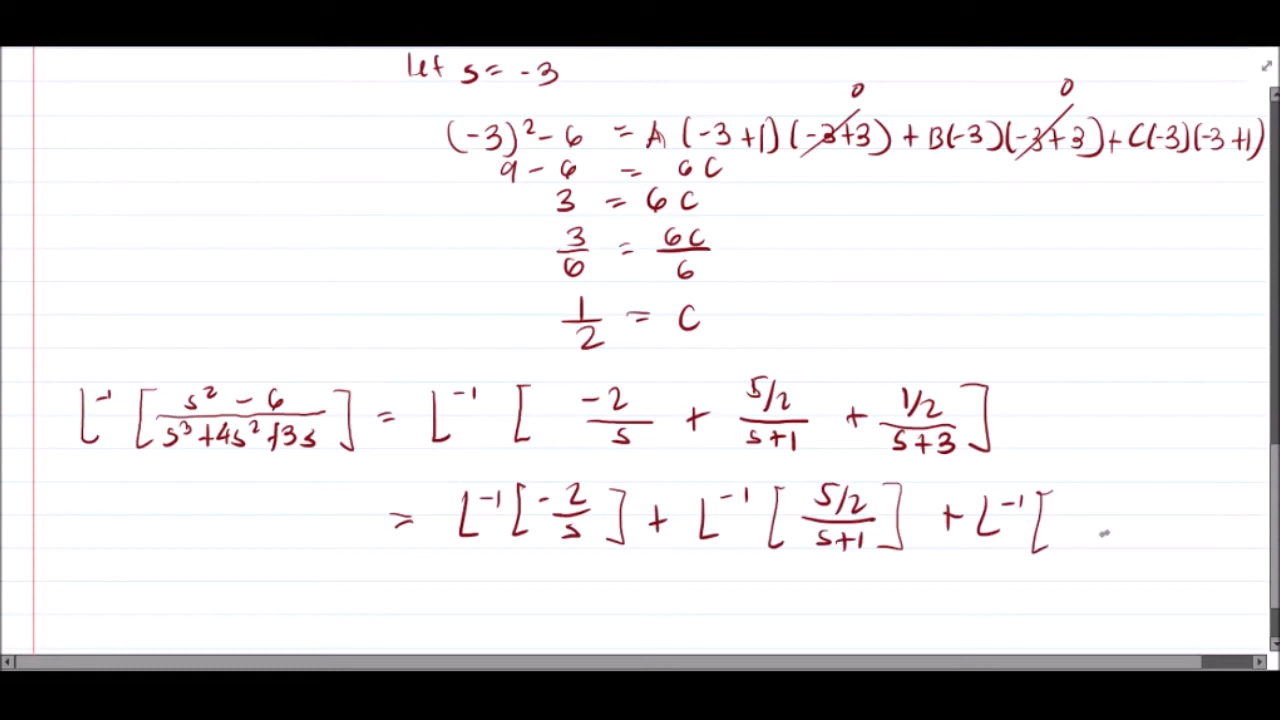 let s = -3
0 0
(-3)² - 6 = A (-3+1)(-3+3) + B(-3)(-3+3) + C(-3)(-3+1)
9 - 6 = 6C
3 = 6C
3/6 = 6C/6
1/2 = C
L⁻¹ [ s² - 6 / s³ + 4s² + 3s ] = L⁻¹ [ -2/s + 5/2 / s+1 + 1/2 / s+3 ]
= L⁻¹ [ -2/s ] + L⁻¹ [ 5/2 / s+1 ] + L⁻¹ [